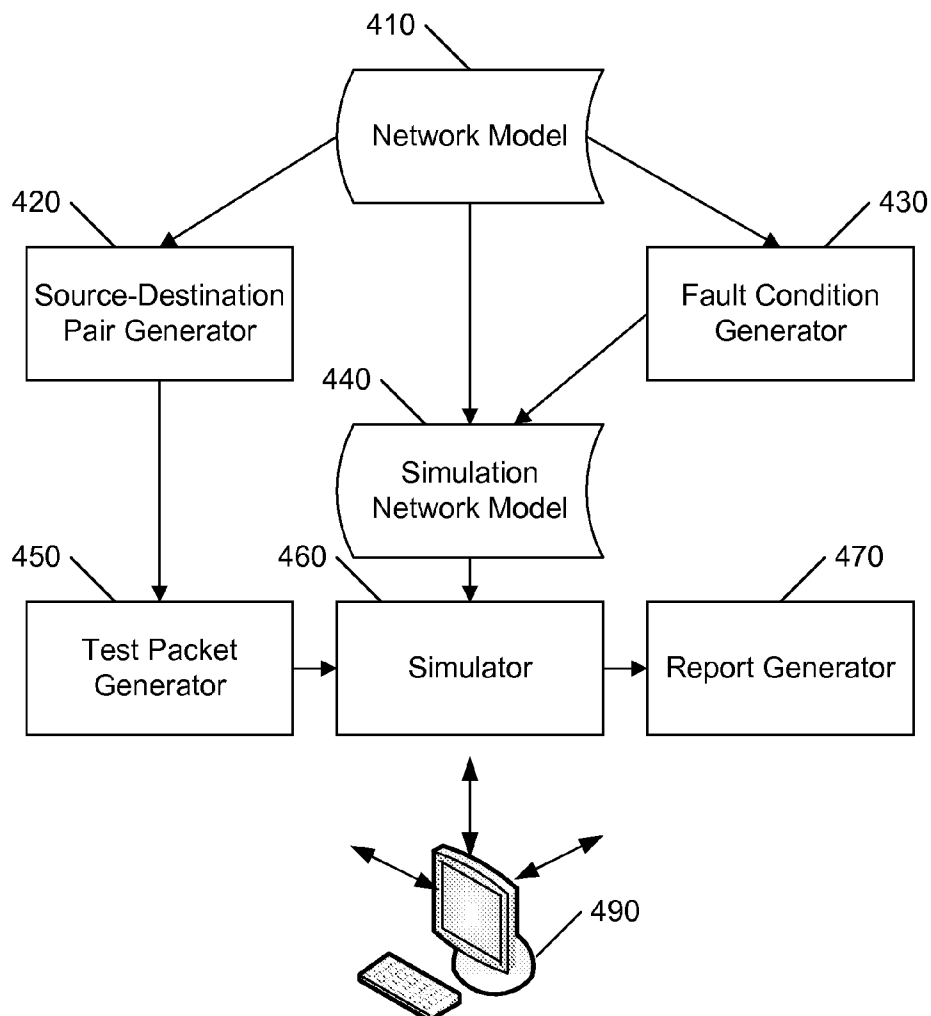 410
Network Model
420
430
Source-Destination
Pair Generator
Fault Condition
Generator
440
Simulation
Network Model
450
460
470
Test Packet
Generator
Simulator
Report Generator
490